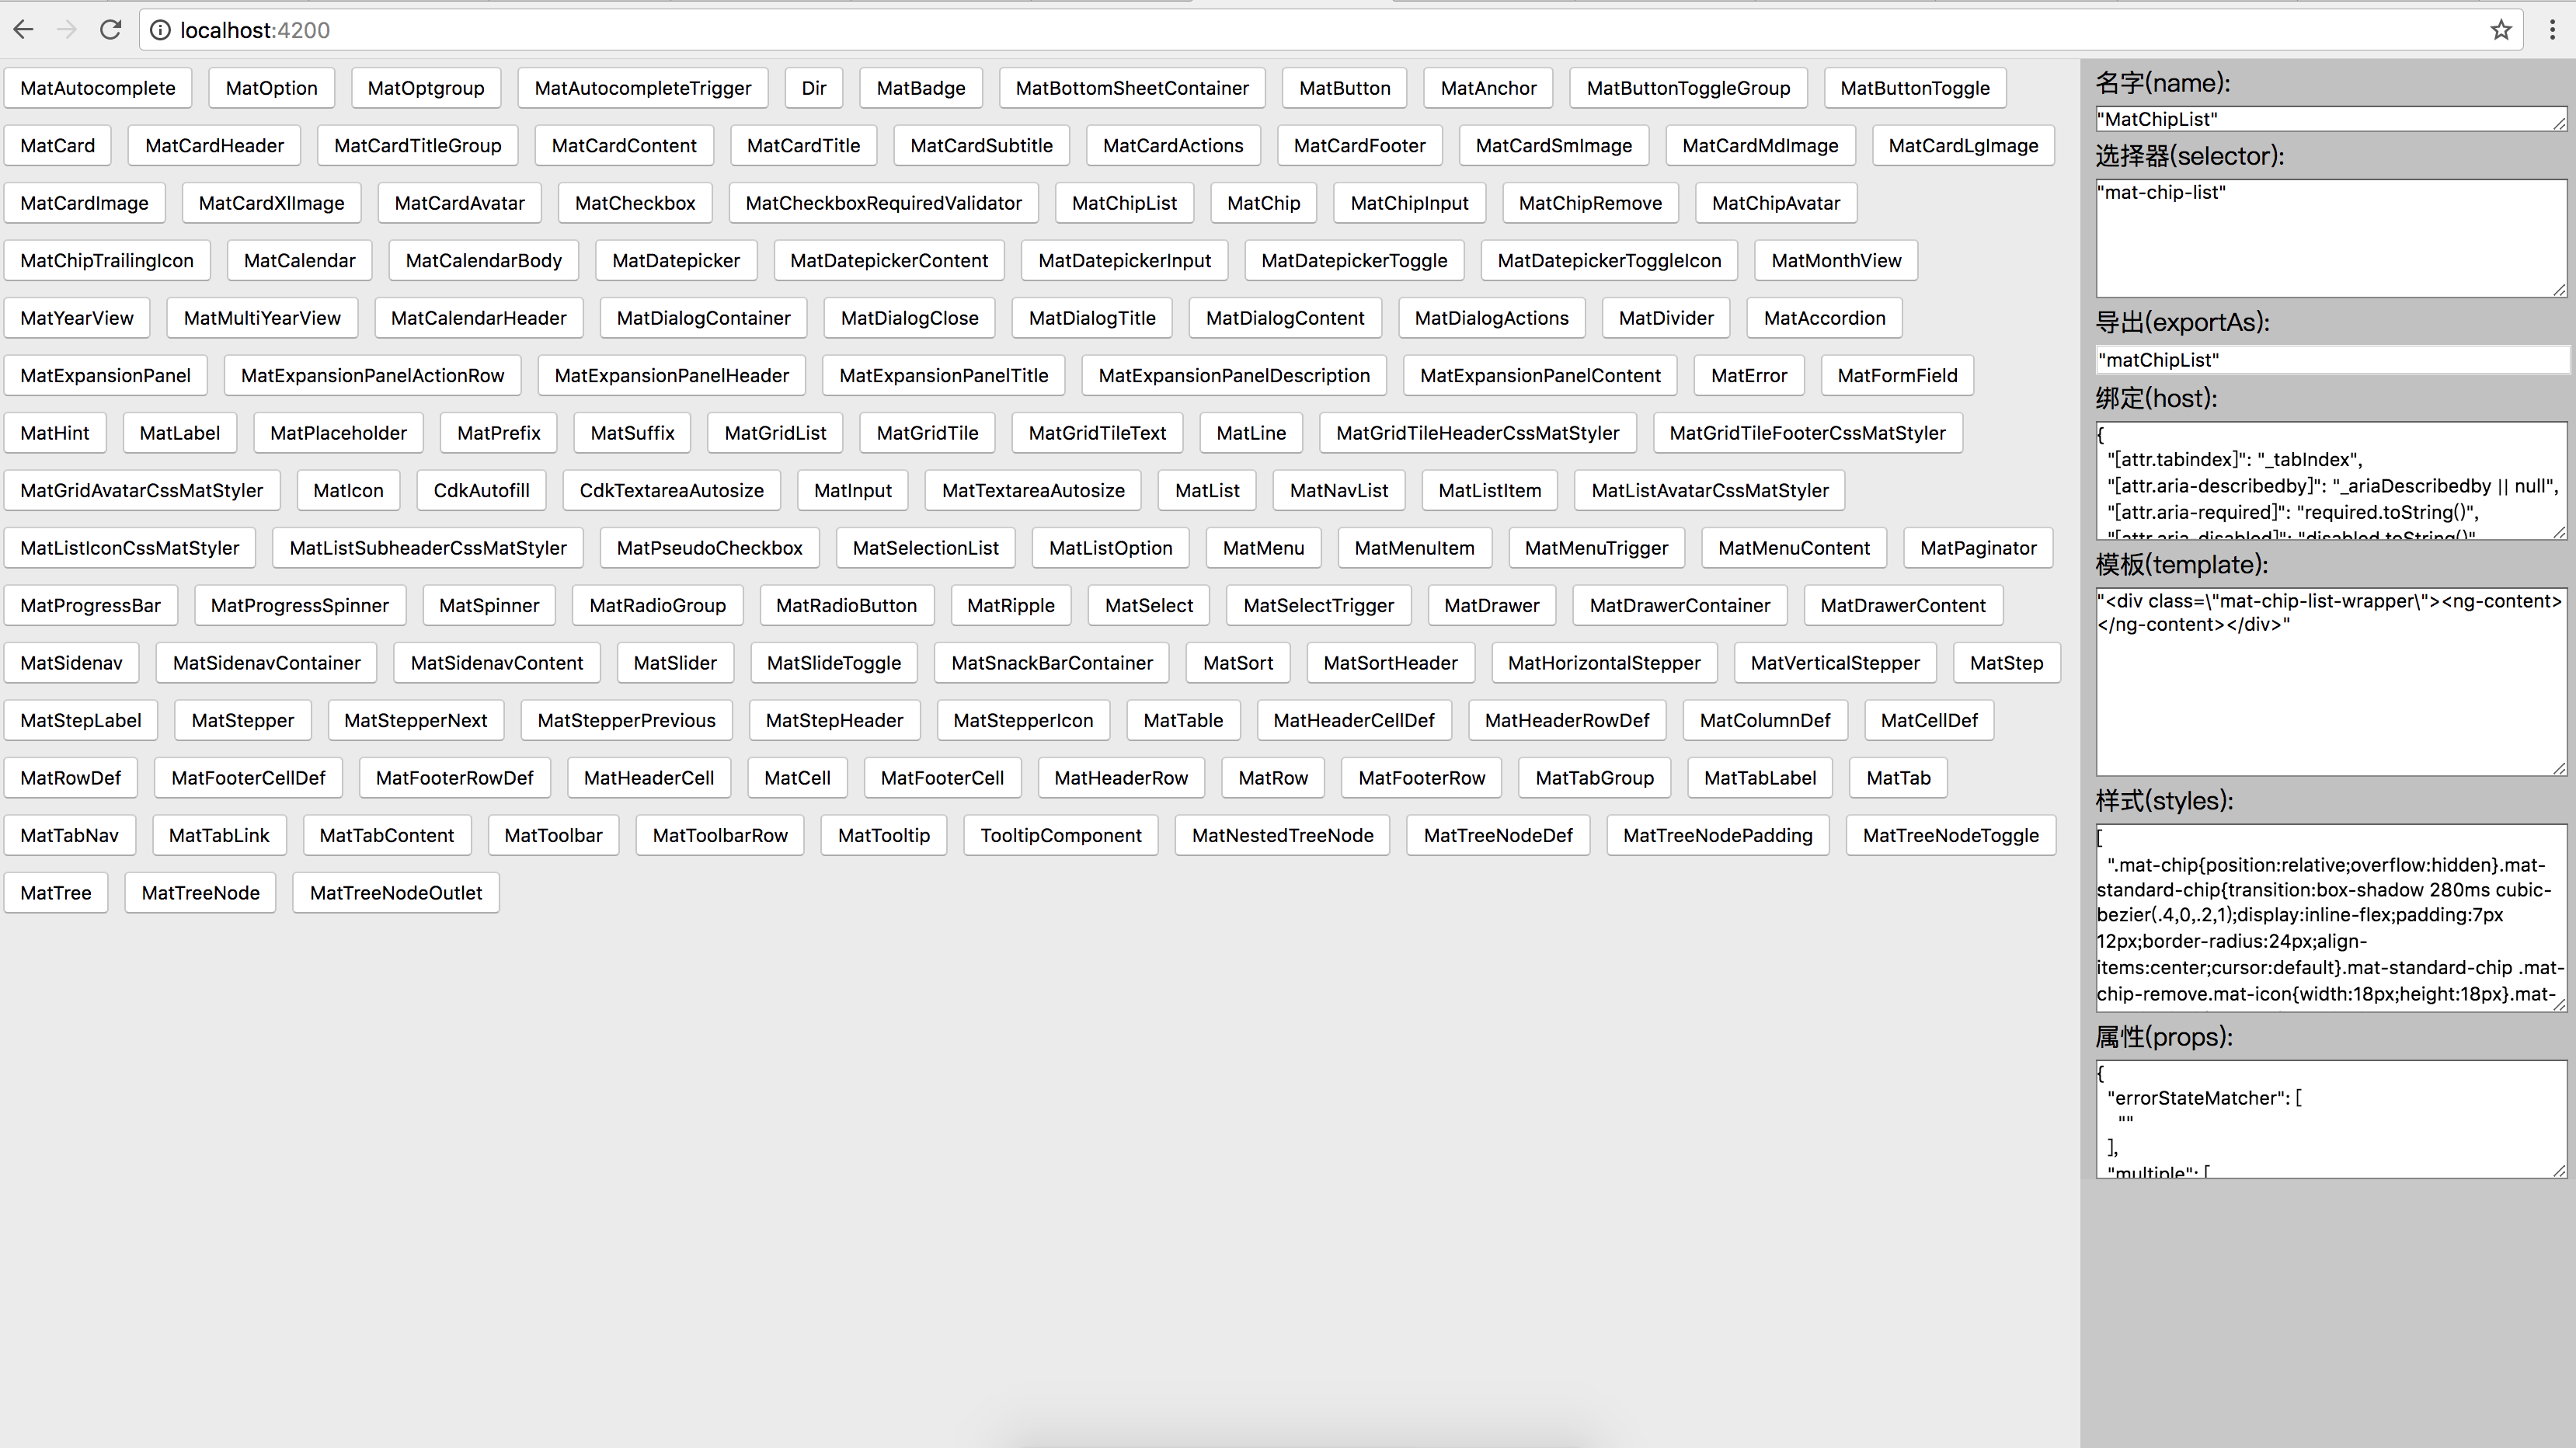 localhost:4200
MatAutocomplete MatOption MatOptgroup MatAutocompleteTrigger Dir MatBadge MatBottomSheetContainer MatButton MatAnchor MatButtonToggleGroup MatButtonToggle
MatCard MatCardHeader MatCardTitleGroup MatCardContent MatCardTitle MatCardSubtitle MatCardActions MatCardFooter MatCardSmImage MatCardMdImage MatCardLgImage
MatCardImage MatCardXlImage MatCardAvatar MatCheckbox MatCheckboxRequiredValidator MatChipList MatChip MatChipInput MatChipRemove MatChipAvatar
MatChipTrailingIcon MatCalendar MatCalendarBody MatDatepicker MatDatepickerContent MatDatepickerInput MatDatepickerToggle MatDatepickerToggleIcon MatMonthView
MatYearView MatMultiYearView MatCalendarHeader MatDialogContainer MatDialogClose MatDialogTitle MatDialogContent MatDialogActions MatDivider MatAccordion
MatExpansionPanel MatExpansionPanelActionRow MatExpansionPanelHeader MatExpansionPanelTitle MatExpansionPanelDescription MatExpansionPanelContent MatError MatFormField
MatHint MatLabel MatPlaceholder MatPrefix MatSuffix MatGridList MatGridTile MatGridTileText MatLine MatGridTileHeaderCssMatStyler MatGridTileFooterCssMatStyler
MatGridAvatarCssMatStyler MatIcon CdkAutofill CdkTextareaAutosize MatInput MatTextareaAutosize MatList MatNavList MatListItem MatListAvatarCssMatStyler
MatListIconCssMatStyler MatListSubheaderCssMatStyler MatPseudoCheckbox MatSelectionList MatListOption MatMenu MatMenuItem MatMenuTrigger MatMenuContent MatPaginator
MatProgressBar MatProgressSpinner MatSpinner MatRadioGroup MatRadioButton MatRipple MatSelect MatSelectTrigger MatDrawer MatDrawerContainer MatDrawerContent
MatSidenav MatSidenavContainer MatSidenavContent MatSlider MatSlideToggle MatSnackBarContainer MatSort MatSortHeader MatHorizontalStepper MatVerticalStepper MatStep
MatStepLabel MatStepper MatStepperNext MatStepperPrevious MatStepHeader MatStepperIcon MatTable MatHeaderCellDef MatHeaderRowDef MatColumnDef MatCellDef
MatRowDef MatFooterCellDef MatFooterRowDef MatHeaderCell MatCell MatFooterCell MatHeaderRow MatRow MatFooterRow MatTabGroup MatTabLabel MatTab
MatTabNav MatTabLink MatTabContent MatToolbar MatToolbarRow MatTooltip TooltipComponent MatNestedTreeNode MatTreeNodeDef MatTreeNodePadding MatTreeNodeToggle
MatTree MatTreeNode MatTreeNodeOutlet
名字(name):
"MatChipList"
选择器(selector):
"mat-chip-list"
导出(exportAs):
"matChipList"
绑定(host):
{
"[attr.tabindex]": "_tabIndex",
"[attr.aria-describedby]": "_ariaDescribedby || null",
"[attr.aria-required]": "required.toString()",
"[attr.aria-disabled]": "disabled.toString()"
模板(template):
"<div class=\"mat-chip-list-wrapper\"><ng-content>
</ng-content></div>"
样式(styles):
[
".mat-chip{position:relative;overflow:hidden}.mat-
standard-chip{transition:box-shadow 280ms cubic-
bezier(.4,0,.2,1);display:inline-flex;padding:7px
12px;border-radius:24px;align-
items:center;cursor:default}.mat-standard-chip .mat-
chip-remove.mat-icon{width:18px;height:18px}.mat-
属性(props):
{
"errorStateMatcher": [
""
],
"multiple": [